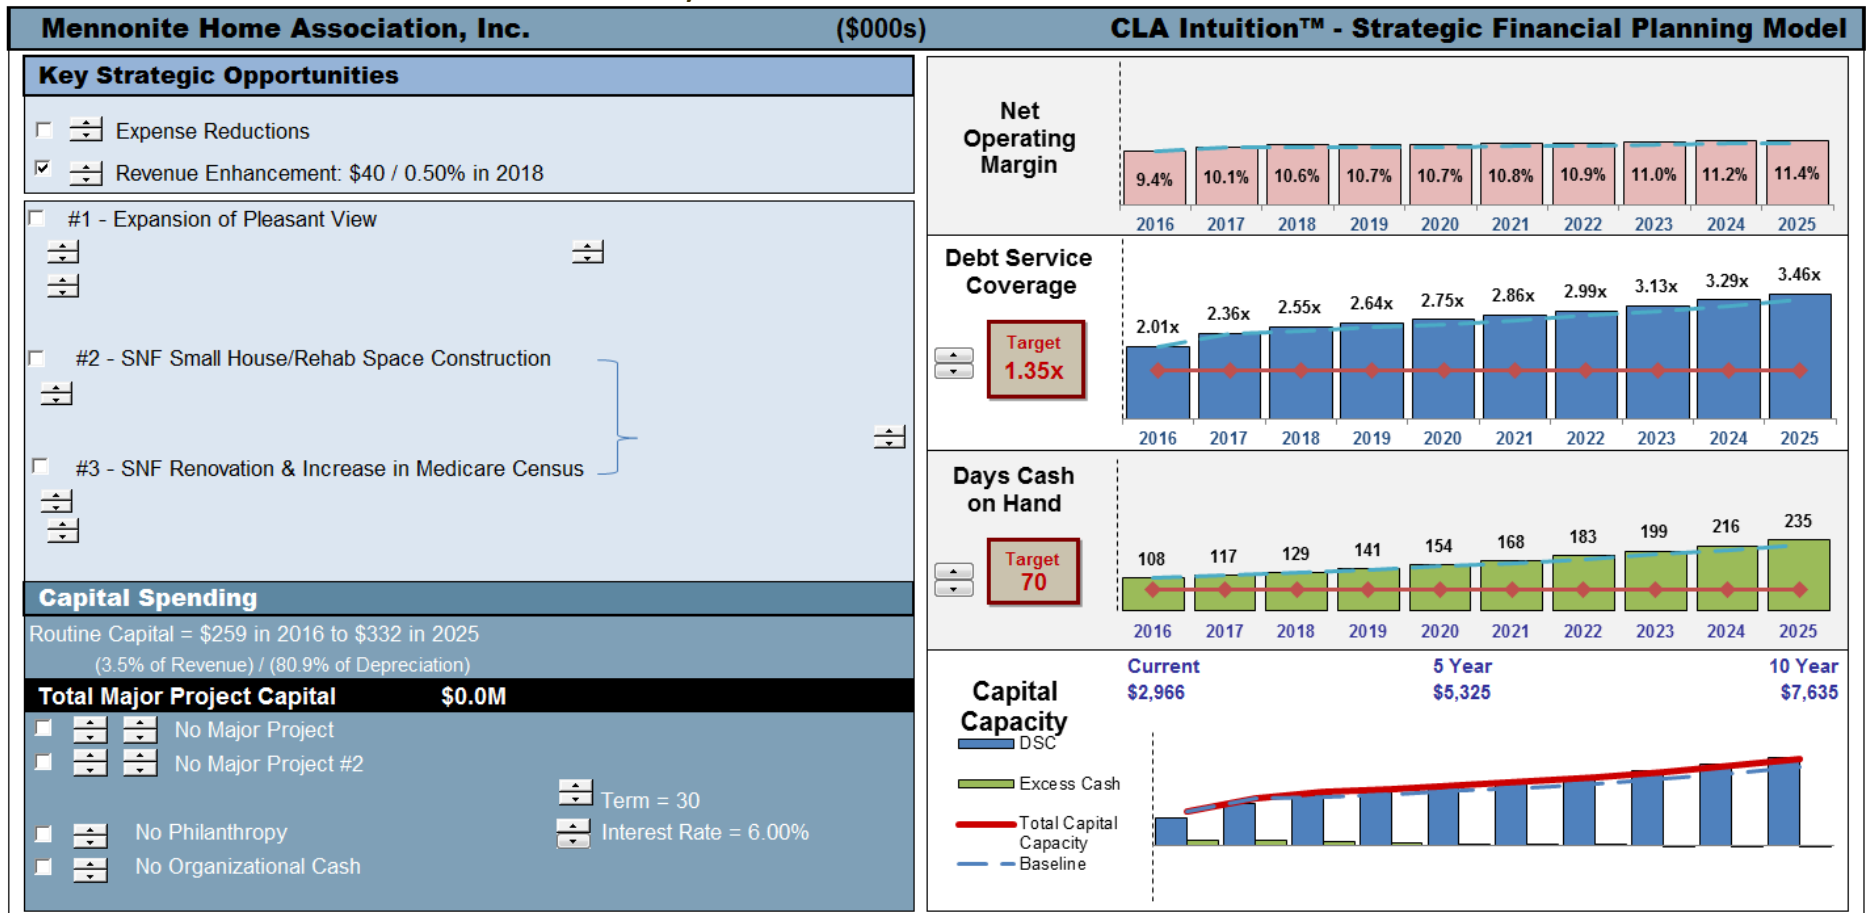 Mennonite Home Association, Inc. ($000s) CLA Intuition™ - Strategic Financial Planning Model
Key Strategic Opportunities
Expense Reductions
Revenue Enhancement: $40 / 0.50% in 2018
#1 - Expansion of Pleasant View
#2 - SNF Small House/Rehab Space Construction
#3 - SNF Renovation & Increase in Medicare Census
Capital Spending
Routine Capital = $259 in 2016 to $332 in 2025
(3.5% of Revenue) / (80.9% of Depreciation)
Total Major Project Capital $0.0M
No Major Project
No Major Project #2
Term = 30
No Philanthropy
Interest Rate = 6.00%
No Organizational Cash
Net
Operating
Margin
9.4% 10.1% 10.6% 10.7% 10.7% 10.8% 10.9% 11.0% 11.2% 11.4%
2016 2017 2018 2019 2020 2021 2022 2023 2024 2025
Debt Service
Coverage
Target
1.35x
2.01x 2.36x 2.55x 2.64x 2.75x 2.86x 2.99x 3.13x 3.29x 3.46x
2016 2017 2018 2019 2020 2021 2022 2023 2024 2025
Days Cash
on Hand
Target
70
108 117 129 141 154 168 183 199 216 235
2016 2017 2018 2019 2020 2021 2022 2023 2024 2025
Capital
Capacity
Current 5 Year 10 Year
$2,966 $5,325 $7,635
DSC
Excess Cash
Total Capital
Capacity
Baseline